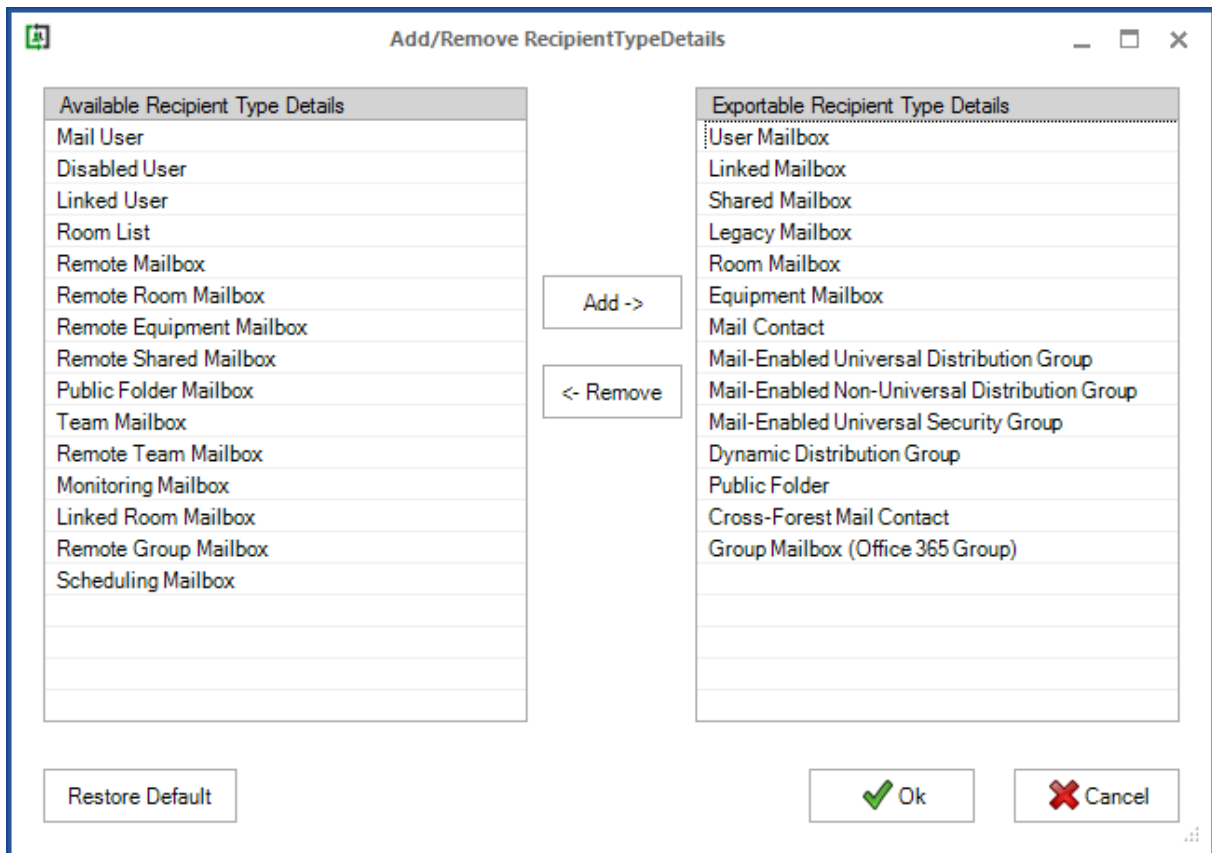 Add/Remove RecipientTypeDetails
Available Recipient Type Details
Mail User
Disabled User
Linked User
Room List
Remote Mailbox
Remote Room Mailbox
Remote Equipment Mailbox
Remote Shared Mailbox
Public Folder Mailbox
Team Mailbox
Remote Team Mailbox
Monitoring Mailbox
Linked Room Mailbox
Remote Group Mailbox
Scheduling Mailbox
Add ->
<- Remove
Exportable Recipient Type Details
User Mailbox
Linked Mailbox
Shared Mailbox
Legacy Mailbox
Room Mailbox
Equipment Mailbox
Mail Contact
Mail-Enabled Universal Distribution Group
Mail-Enabled Non-Universal Distribution Group
Mail-Enabled Universal Security Group
Dynamic Distribution Group
Public Folder
Cross-Forest Mail Contact
Group Mailbox (Office 365 Group)
Restore Default
Ok
Cancel